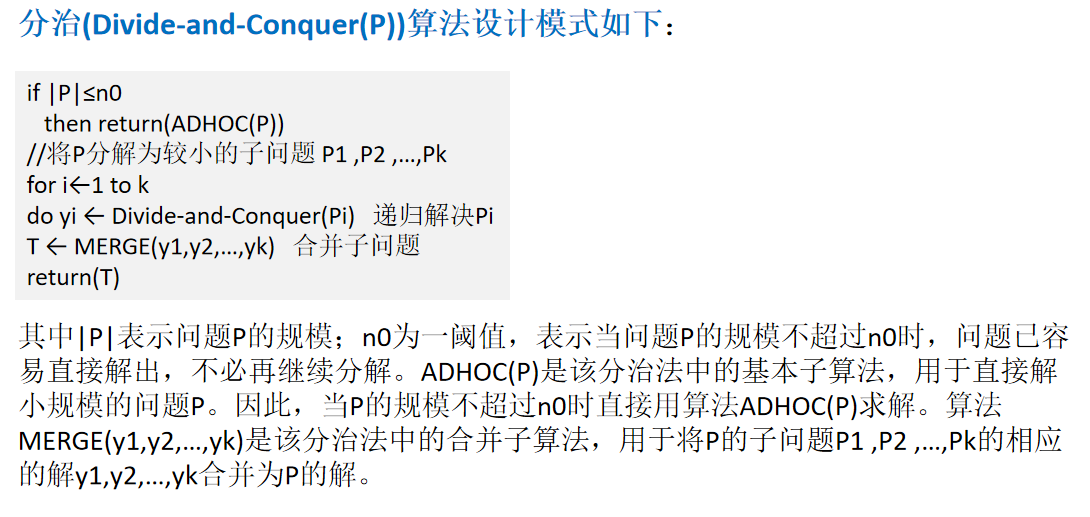 分治(Divide-and-Conquer(P))算法设计模式如下：
if |P|≤n0
then return(ADHOC(P))
//将P分解为较小的子问题 P1 ,P2 ,…,Pk
for i←1 to k
do yi ← Divide-and-Conquer(Pi) 递归解决Pi
T ← MERGE(y1,y2,…,yk) 合并子问题
return(T)
其中|P|表示问题P的规模；n0为一阈值，表示当问题P的规模不超过n0时，问题已容
易直接解出，不必再继续分解。ADHOC(P)是该分治法中的基本子算法，用于直接解
小规模的问题P。因此，当P的规模不超过n0时直接用算法ADHOC(P)求解。算法
MERGE(y1,y2,…,yk)是该分治法中的合并子算法，用于将P的子问题P1 ,P2 ,…,Pk的相应
的解y1,y2,…,yk合并为P的解。